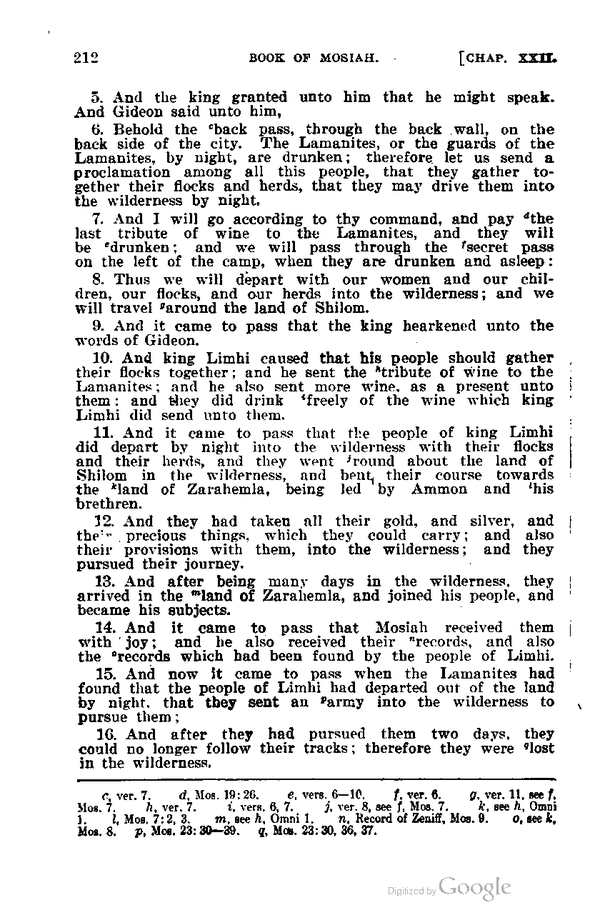 212 BOOK OF MOSIAH. [CHAP. XXII.
5. And the king granted unto him that he might speak.
And Gideon said unto him,
6. Behold the ᶜback pass, through the back wall, on the
back side of the city. The Lamanites, or the guards of the
Lamanites, by night, are drunken; therefore let us send a
proclamation among all this people, that they gather to-
gether their flocks and herds, that they may drive them into
the wilderness by night.
7. And I will go according to thy command, and pay ᵈthe
last tribute of wine to the Lamanites, and they will
be ᵉdrunken; and we will pass through the ᶠsecret pass
on the left of the camp, when they are drunken and asleep:
8. Thus we will depart with our women and our chil-
dren, our flocks, and our herds into the wilderness; and we
will travel ᵍaround the land of Shilom.
9. And it came to pass that the king hearkened unto the
words of Gideon.
10. And king Limhi caused that his people should gather
their flocks together; and he sent the ʰtribute of wine to the
Lamanites; and he also sent more wine, as a present unto
them: and they did drink ⁱfreely of the wine which king
Limhi did send unto them.
11. And it came to pass that the people of king Limhi
did depart by night into the wilderness with their flocks
and their herds, and they went ʲround about the land of
Shilom in the wilderness, and bent their course towards
the ᵏland of Zarahemla, being led by Ammon and ˡhis
brethren.
12. And they had taken all their gold, and silver, and
their precious things, which they could carry; and also
their provisions with them, into the wilderness; and they
pursued their journey.
13. And after being many days in the wilderness, they
arrived in the ᵐland of Zarahemla, and joined his people, and
became his subjects.
14. And it came to pass that Mosiah received them
with joy; and he also received their ⁿrecords, and also
the ᵒrecords which had been found by the people of Limhi.
15. And now it came to pass when the Lamanites had
found that the people of Limhi had departed out of the land
by night, that they sent an ᵖarmy into the wilderness to
pursue them;
16. And after they had pursued them two days, they
could no longer follow their tracks; therefore they were ᑫlost
in the wilderness.
c, ver. 7. d, Mos. 19:26. e, vers. 6—10. f, ver. 6. g, ver. 11, see f,
Mos. 7. h, ver. 7. i, vers. 6, 7. j, ver. 8, see f, Mos. 7. k, see h, Omni
1. l, Mos. 7:2, 3. m, see h, Omni 1. n, Record of Zeniff, Mos. 9. o, see k,
Mos. 8. p, Mos. 23:30—39. q, Mos. 23:30, 36, 37.
Digitized by Google